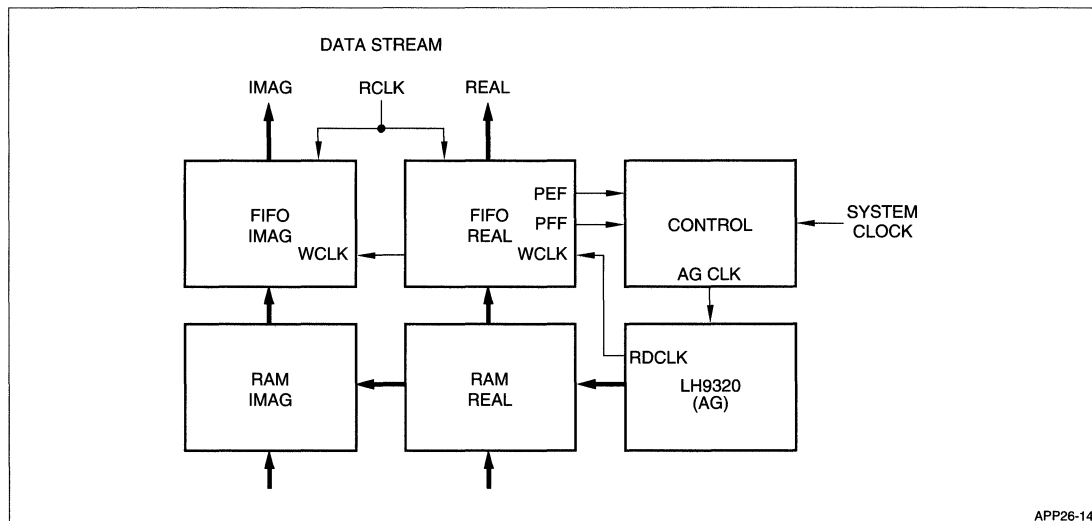 DATA STREAM
IMAG
RCLK
REAL
FIFO
IMAG
WCLK
FIFO
REAL
PEF
PFF
WCLK
CONTROL
AG CLK
SYSTEM
CLOCK
RAM
IMAG
RAM
REAL
RDCLK
LH9320
(AG)
APP26-14